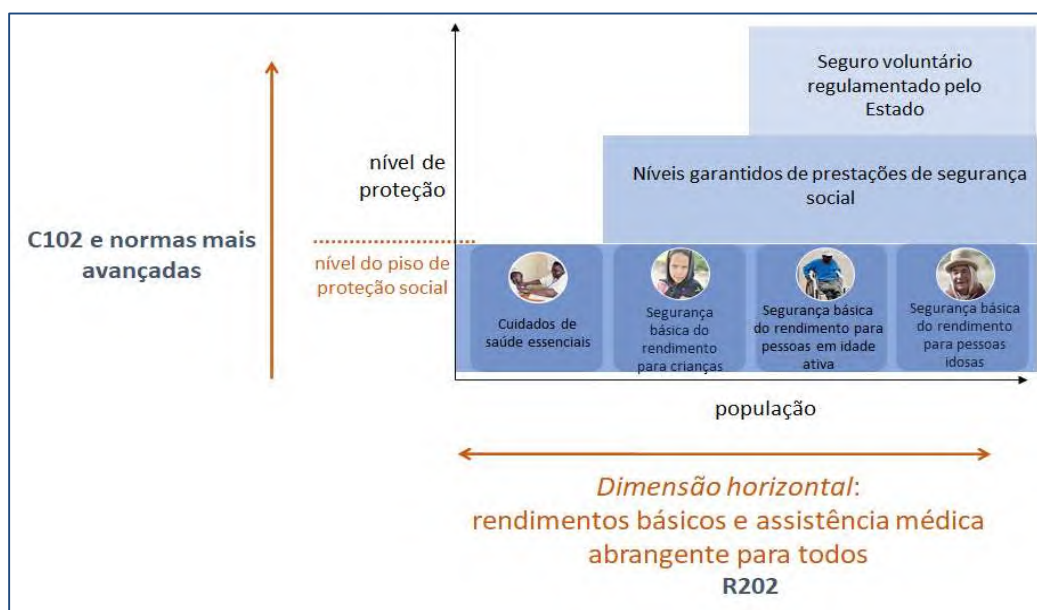 Seguro voluntário
regulamentado pelo
Estado
nível de
proteção
Níveis garantidos de prestações de segurança
social
C102 e normas mais
avançadas
nível do piso de
proteção social
Cuidados de
saúde essenciais
Segurança
básica do
rendimento
para crianças
Segurança básica
do rendimento para
pessoas em idade
ativa
Segurança básica
do rendimento
para pessoas
idosas
população
Dimensão horizontal:
rendimentos básicos e assistência médica
abrangente para todos
R202